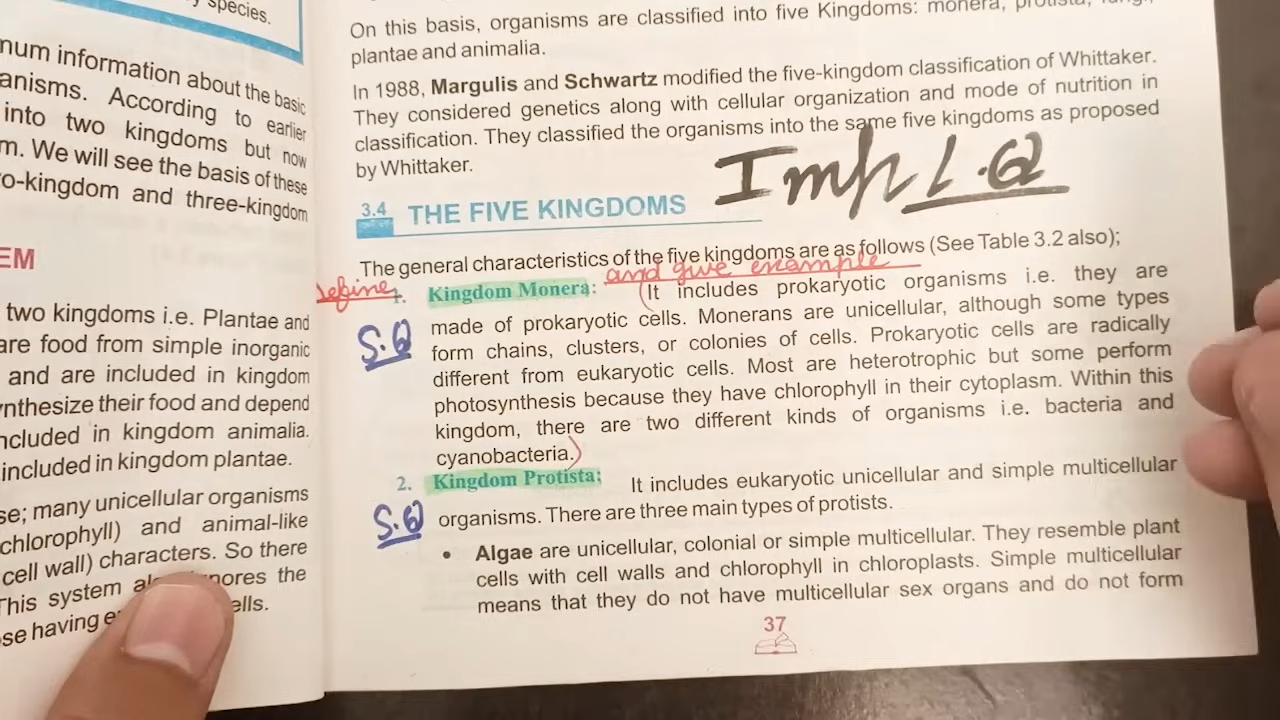 species.
num information about the basic
anisms. According to earlier
into two kingdoms but now
m. We will see the basis of these
o-kingdom and three-kingdom
EM
two kingdoms i.e. Plantae and
are food from simple inorganic
and are included in kingdom
nthesize their food and depend
ncluded in kingdom animalia.
included in kingdom plantae.
se; many unicellular organisms
chlorophyll) and animal-like
cell wall) characters. So there
This system nores the
se having ells.
On this basis, organisms are classified into five Kingdoms: monera, protista, fungi,
plantae and animalia.
In 1988, Margulis and Schwartz modified the five-kingdom classification of Whittaker.
They considered genetics along with cellular organization and mode of nutrition in
classification. They classified the organisms into the same five kingdoms as proposed
by Whittaker.
Imp L.Q
3.4 THE FIVE KINGDOMS
The general characteristics of the five kingdoms are as follows (See Table 3.2 also);
Define and give example
1. Kingdom Monera: (It includes prokaryotic organisms i.e. they are
S.Q made of prokaryotic cells. Monerans are unicellular, although some types
form chains, clusters, or colonies of cells. Prokaryotic cells are radically
different from eukaryotic cells. Most are heterotrophic but some perform
photosynthesis because they have chlorophyll in their cytoplasm. Within this
kingdom, there are two different kinds of organisms i.e. bacteria and
cyanobacteria.)
2. Kingdom Protista: It includes eukaryotic unicellular and simple multicellular
S.Q organisms. There are three main types of protists.
• Algae are unicellular, colonial or simple multicellular. They resemble plant
cells with cell walls and chlorophyll in chloroplasts. Simple multicellular
means that they do not have multicellular sex organs and do not form
37